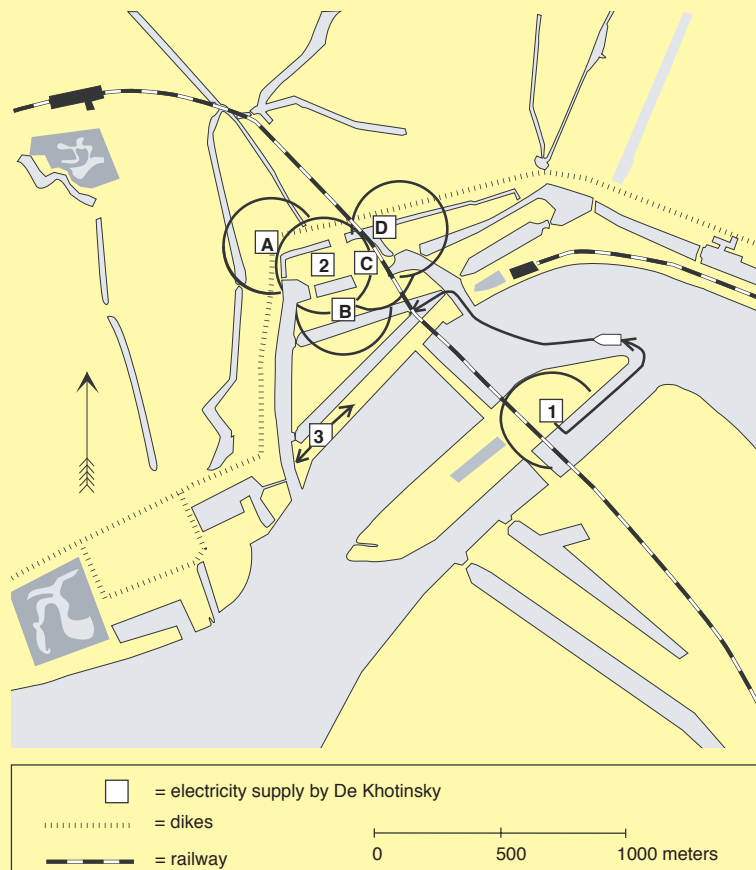 A
D
2
C
B
1
3
= electricity supply by De Khotinsky
= dikes
= railway
0 500 1000 meters